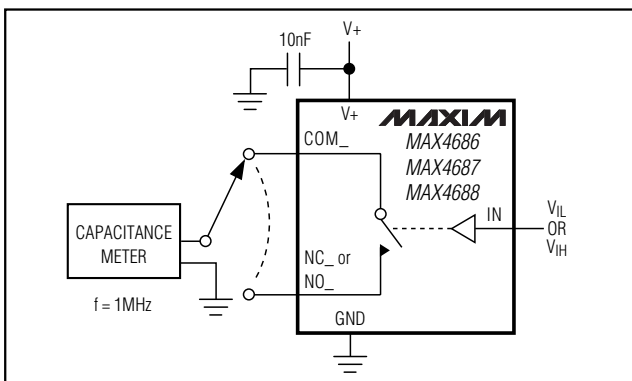 10nF
V+
V+
MAXIM
COM_
MAX4686
MAX4687
MAX4688
IN
VIL
OR
VIH
CAPACITANCE
METER
NC_ or
NO_
f = 1MHz
GND